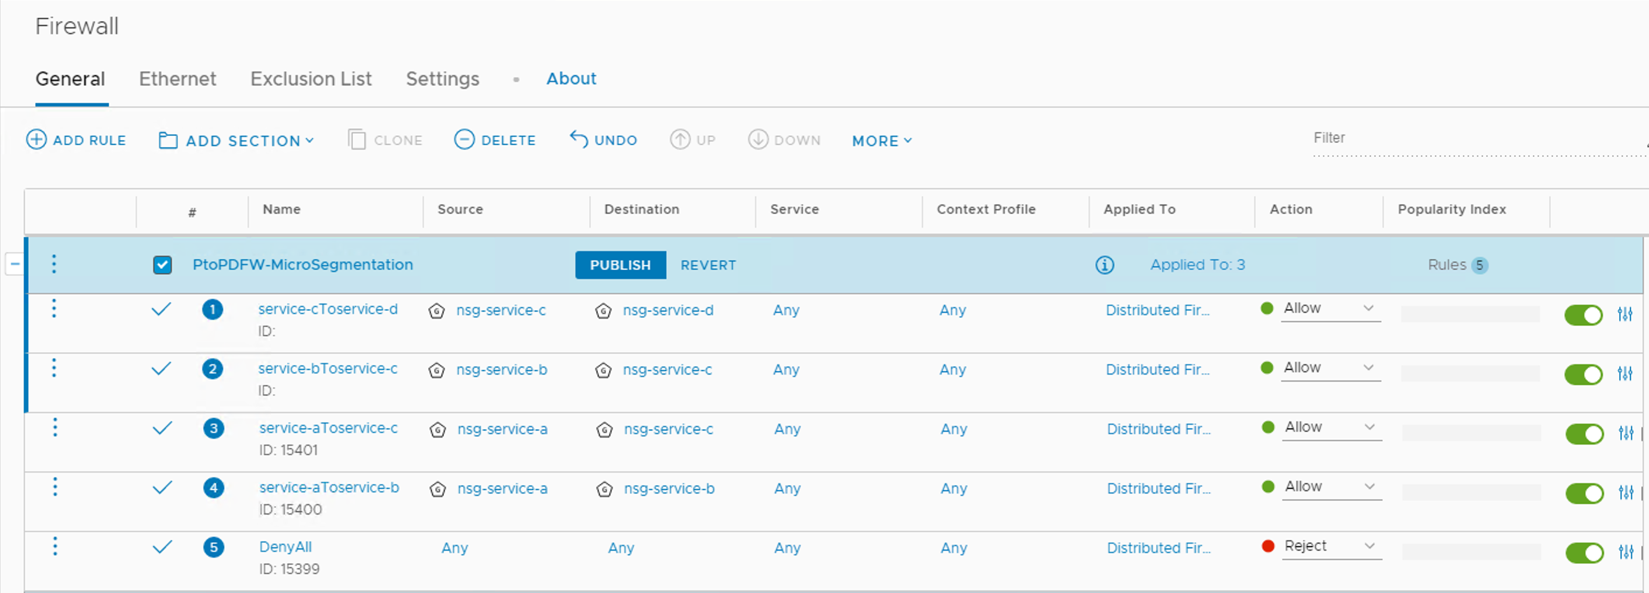 Firewall
General Ethernet Exclusion List Settings About
ADD RULE ADD SECTION CLONE DELETE UNDO UP DOWN MORE Filter
# Name Source Destination Service Context Profile Applied To Action Popularity Index
PtoPDFW-MicroSegmentation PUBLISH REVERT Applied To: 3 Rules 5
1 service-cToservice-d nsg-service-c nsg-service-d Any Any Distributed Fir... Allow
ID:
2 service-bToservice-c nsg-service-b nsg-service-c Any Any Distributed Fir... Allow
ID:
3 service-aToservice-c nsg-service-a nsg-service-c Any Any Distributed Fir... Allow
ID: 15401
4 service-aToservice-b nsg-service-a nsg-service-b Any Any Distributed Fir... Allow
ID: 15400
5 DenyAll Any Any Any Any Distributed Fir... Reject
ID: 15399